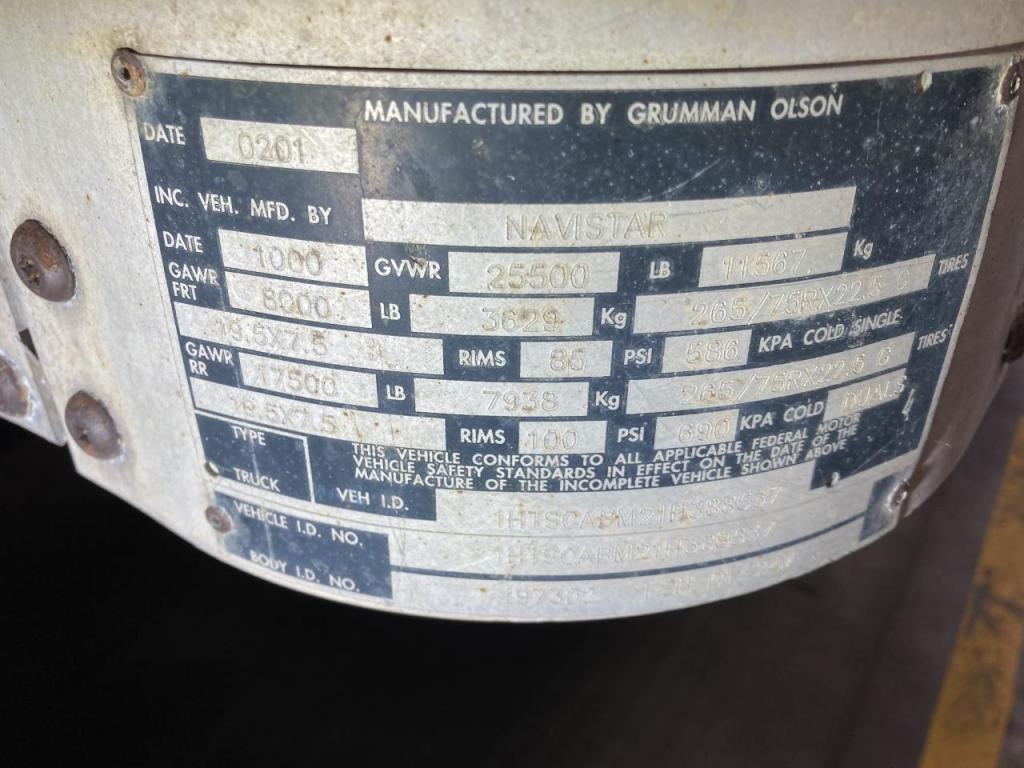 MANUFACTURED BY GRUMMAN OLSON
DATE 0201
INC. VEH. MFD. BY NAVISTAR
DATE 1000 GVWR 25500 LB 11567 Kg
GAWR FRT 8000 LB 3629 Kg 265/75RX22.5 G TIRES
19.5X7.5 RIMS 85 PSI 586 KPA COLD SINGLE
GAWR RR 17500 LB 7938 Kg 265/75RX22.5 G TIRES
19.5X7.5 RIMS 100 PSI 690 KPA COLD DUALS
TYPE TRUCK
THIS VEHICLE CONFORMS TO ALL APPLICABLE FEDERAL MOTOR
VEHICLE SAFETY STANDARDS IN EFFECT ON THE DATE OF THE
MANUFACTURE OF THE INCOMPLETE VEHICLE SHOWN ABOVE
VEH I.D.
VEHICLE I.D. NO.
BODY I.D. NO.